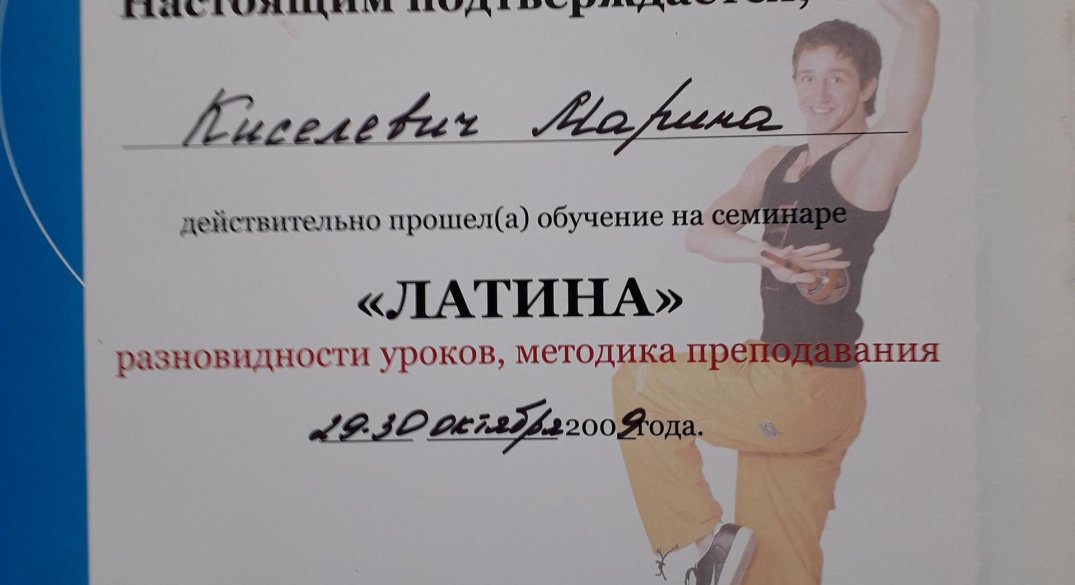 Настоящим подтверждается,
Киселевич Марина
действительно прошел(а) обучение на семинаре
«ЛАТИНА»
разновидности уроков, методика преподавания
29.30 октября 2009 года.